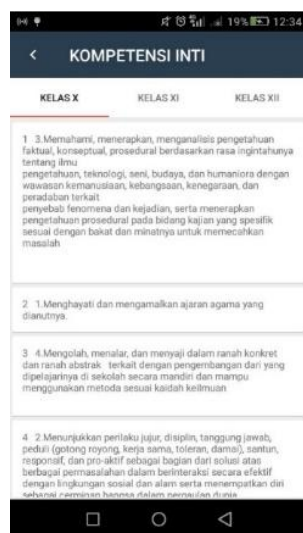 19% 12:34
KOMPETENSI INTI
KELAS X KELAS XI KELAS XII
1 3.Memahami, menerapkan, menganalisis pengetahuan
faktual, konseptual, prosedural berdasarkan rasa ingintahunya
tentang ilmu
pengetahuan, teknologi, seni, budaya, dan humaniora dengan
wawasan kemanusiaan, kebangsaan, kenegaraan, dan
peradaban terkait
penyebab fenomena dan kejadian, serta menerapkan
pengetahuan prosedural pada bidang kajian yang spesifik
sesuai dengan bakat dan minatnya untuk memecahkan
masalah
2 1.Menghayati dan mengamalkan ajaran agama yang
dianutnya.
3 4.Mengolah, menalar, dan menyaji dalam ranah konkret
dan ranah abstrak terkait dengan pengembangan dari yang
dipelajarinya di sekolah secara mandiri dan mampu
menggunakan metoda sesuai kaidah keilmuan
4 2.Menunjukkan perilaku jujur, disiplin, tanggung jawab,
peduli (gotong royong, kerja sama, toleran, damai), santun,
responsif, dan pro-aktif sebagai bagian dari solusi atas
berbagai permasalahan dalam berinteraksi secara efektif
dengan lingkungan sosial dan alam serta menempatkan diri
sebagai cerminan bangsa dalam pergaulan dunia